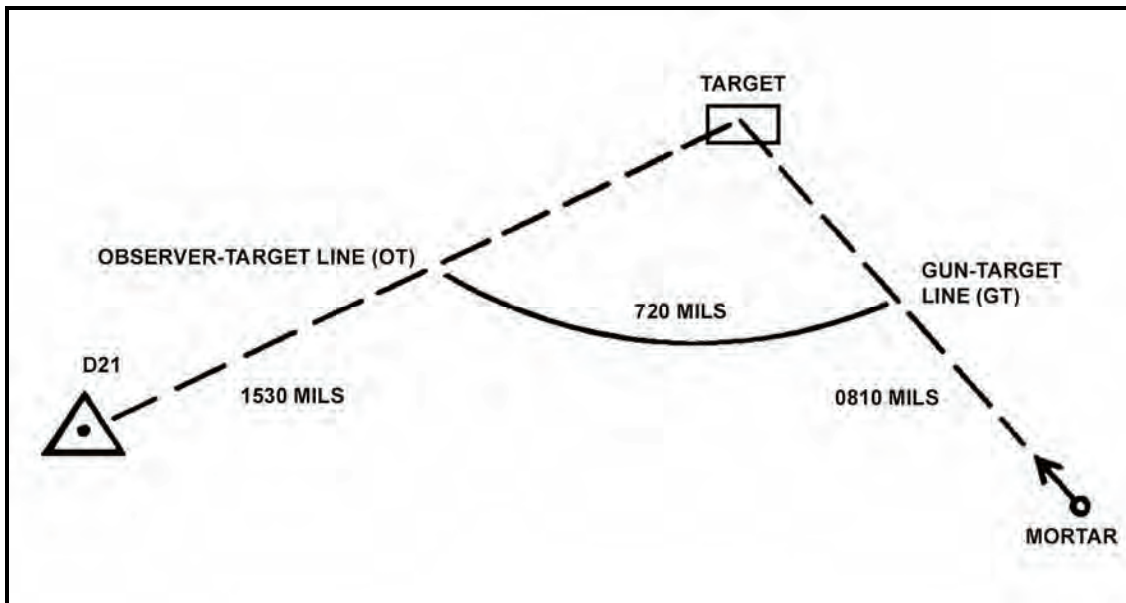 TARGET
OBSERVER-TARGET LINE (OT)
GUN-TARGET
LINE (GT)
720 MILS
D21
1530 MILS
0810 MILS
MORTAR